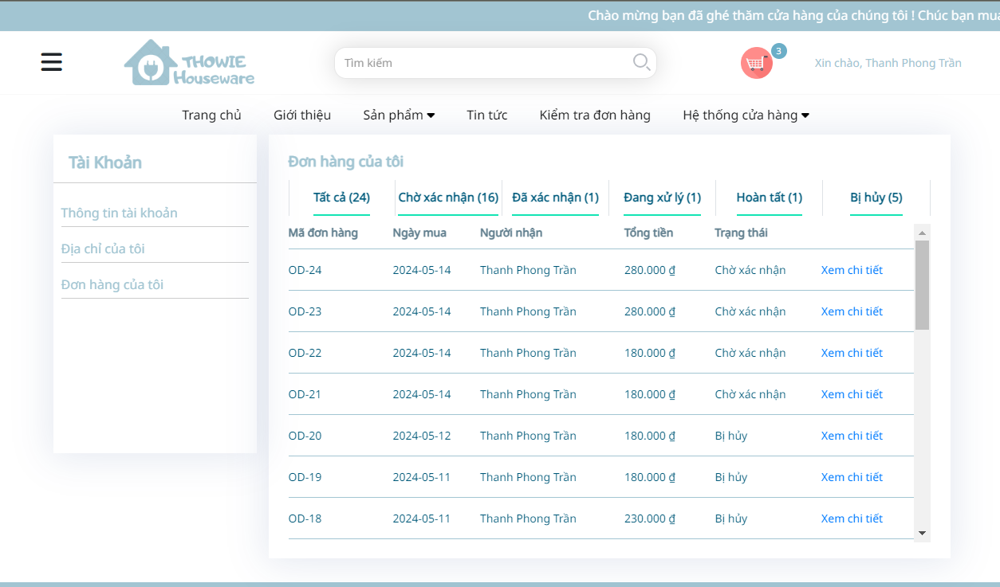 Chào mừng bạn đã ghé thăm cửa hàng của chúng tôi ! Chúc bạn
THOWIE
Houseware
Tìm kiếm
3
Xin chào, Thanh Phong Trần
Trang chủ Giới thiệu Sản phẩm Tin tức Kiểm tra đơn hàng Hệ thống cửa hàng
Tài Khoản
Thông tin tài khoản
Địa chỉ của tôi
Đơn hàng của tôi
Đơn hàng của tôi
Tất cả (24) Chờ xác nhận (16) Đã xác nhận (1) Đang xử lý (1) Hoàn tất (1) Bị hủy (5)
Mã đơn hàng Ngày mua Người nhận Tổng tiền Trạng thái
OD-24 2024-05-14 Thanh Phong Trần 280.000 ₫ Chờ xác nhận Xem chi tiết
OD-23 2024-05-14 Thanh Phong Trần 280.000 ₫ Chờ xác nhận Xem chi tiết
OD-22 2024-05-14 Thanh Phong Trần 180.000 ₫ Chờ xác nhận Xem chi tiết
OD-21 2024-05-14 Thanh Phong Trần 180.000 ₫ Chờ xác nhận Xem chi tiết
OD-20 2024-05-12 Thanh Phong Trần 180.000 ₫ Bị hủy Xem chi tiết
OD-19 2024-05-11 Thanh Phong Trần 180.000 ₫ Bị hủy Xem chi tiết
OD-18 2024-05-11 Thanh Phong Trần 230.000 ₫ Bị hủy Xem chi tiết